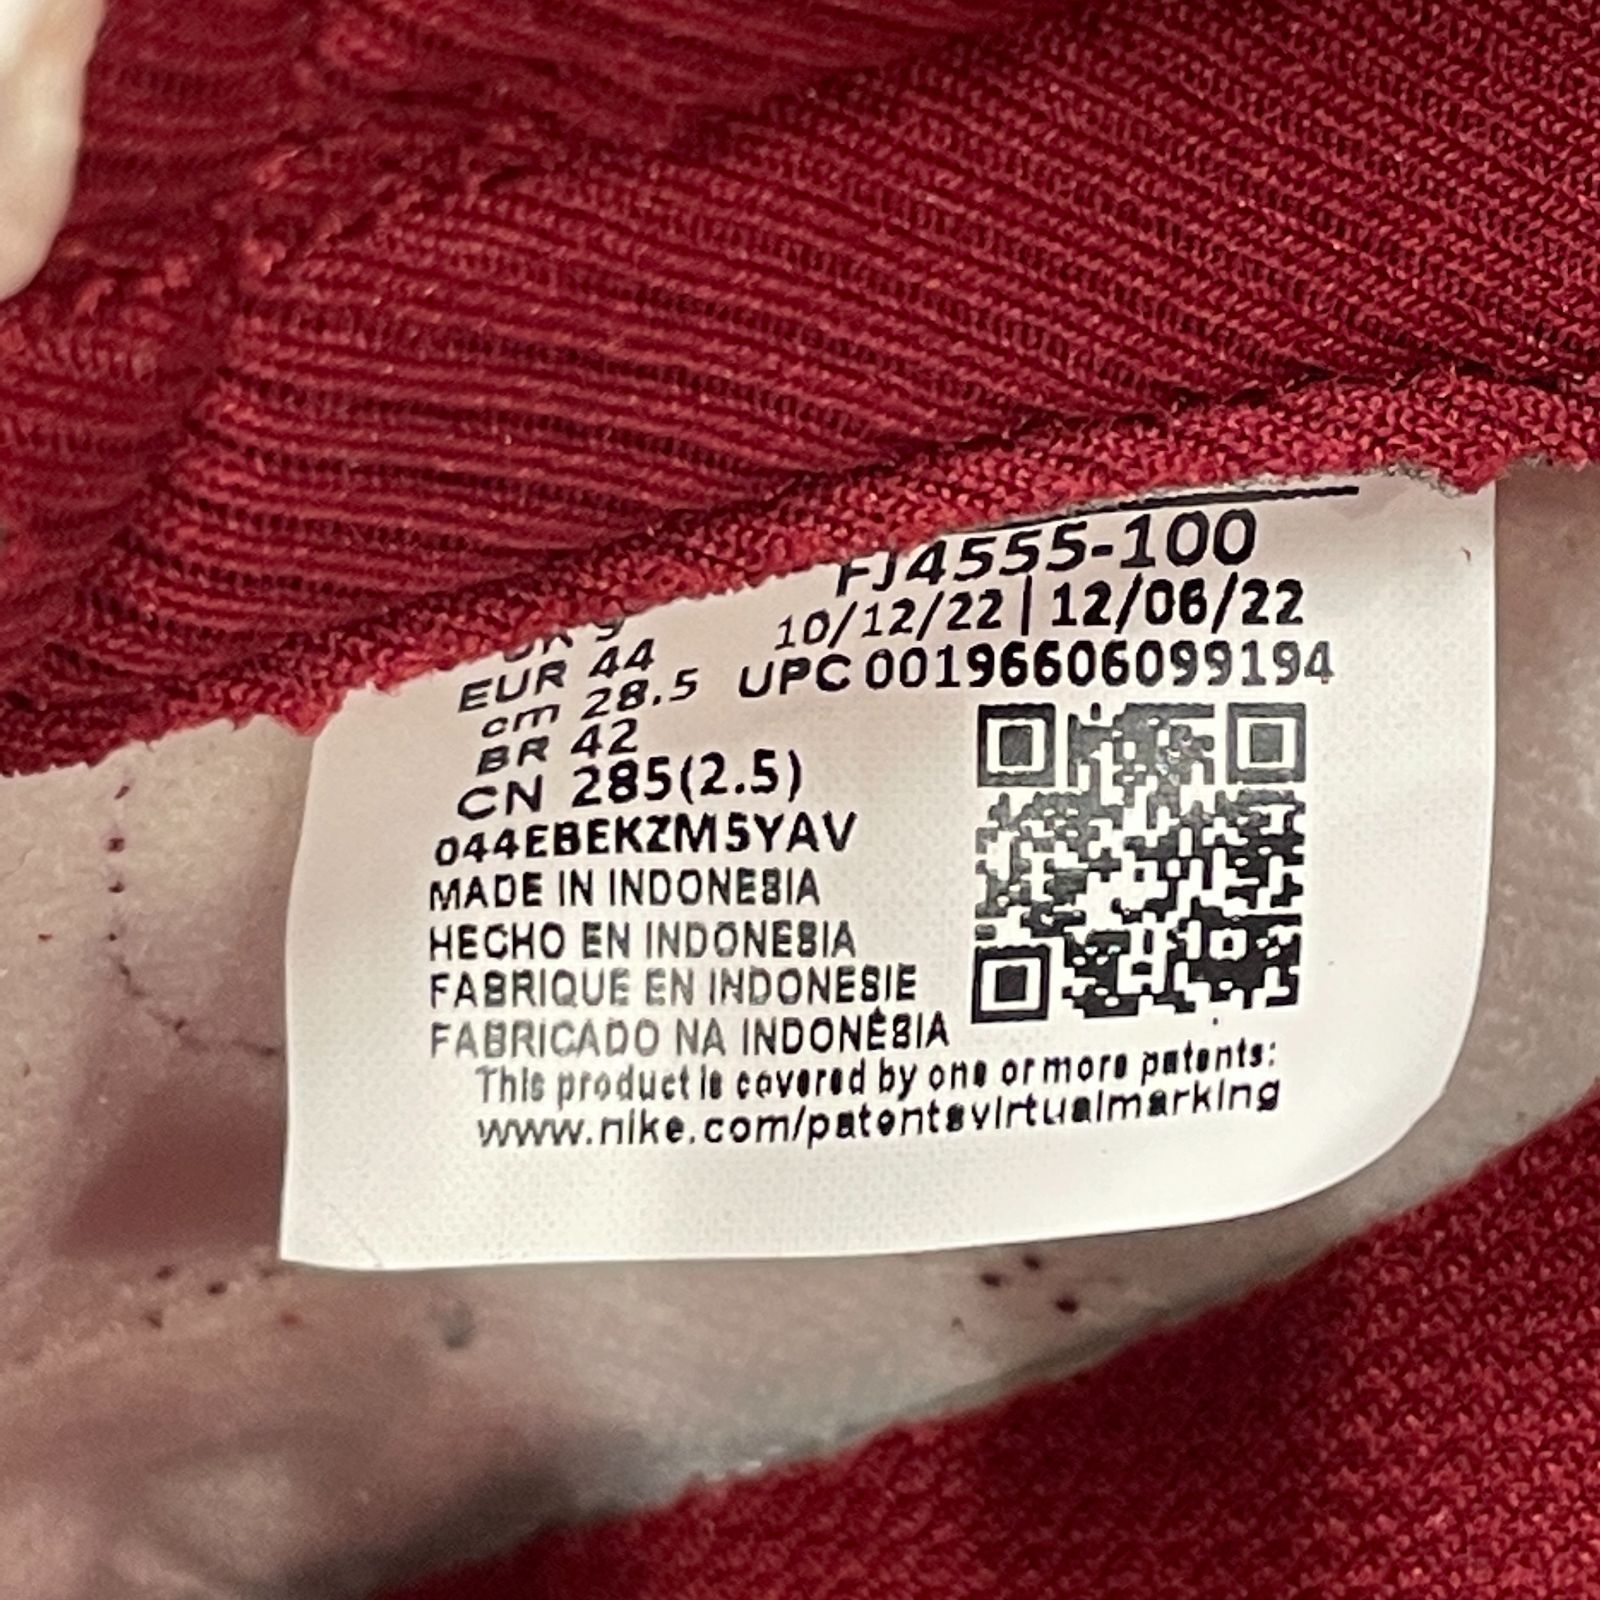 FJ4555-100
10/12/22 | 12/06/22
UPC 00196606099194
UK 9
EUR 44
cm 28.5
BR 42
CN 285(2.5)
044EBEKZM5YAV
MADE IN INDONESIA
HECHO EN INDONESIA
FABRIQUE EN INDONESIE
FABRICADO NA INDONÉSIA
This product is covered by one or more patents:
www.nike.com/patentsvirtualmarking